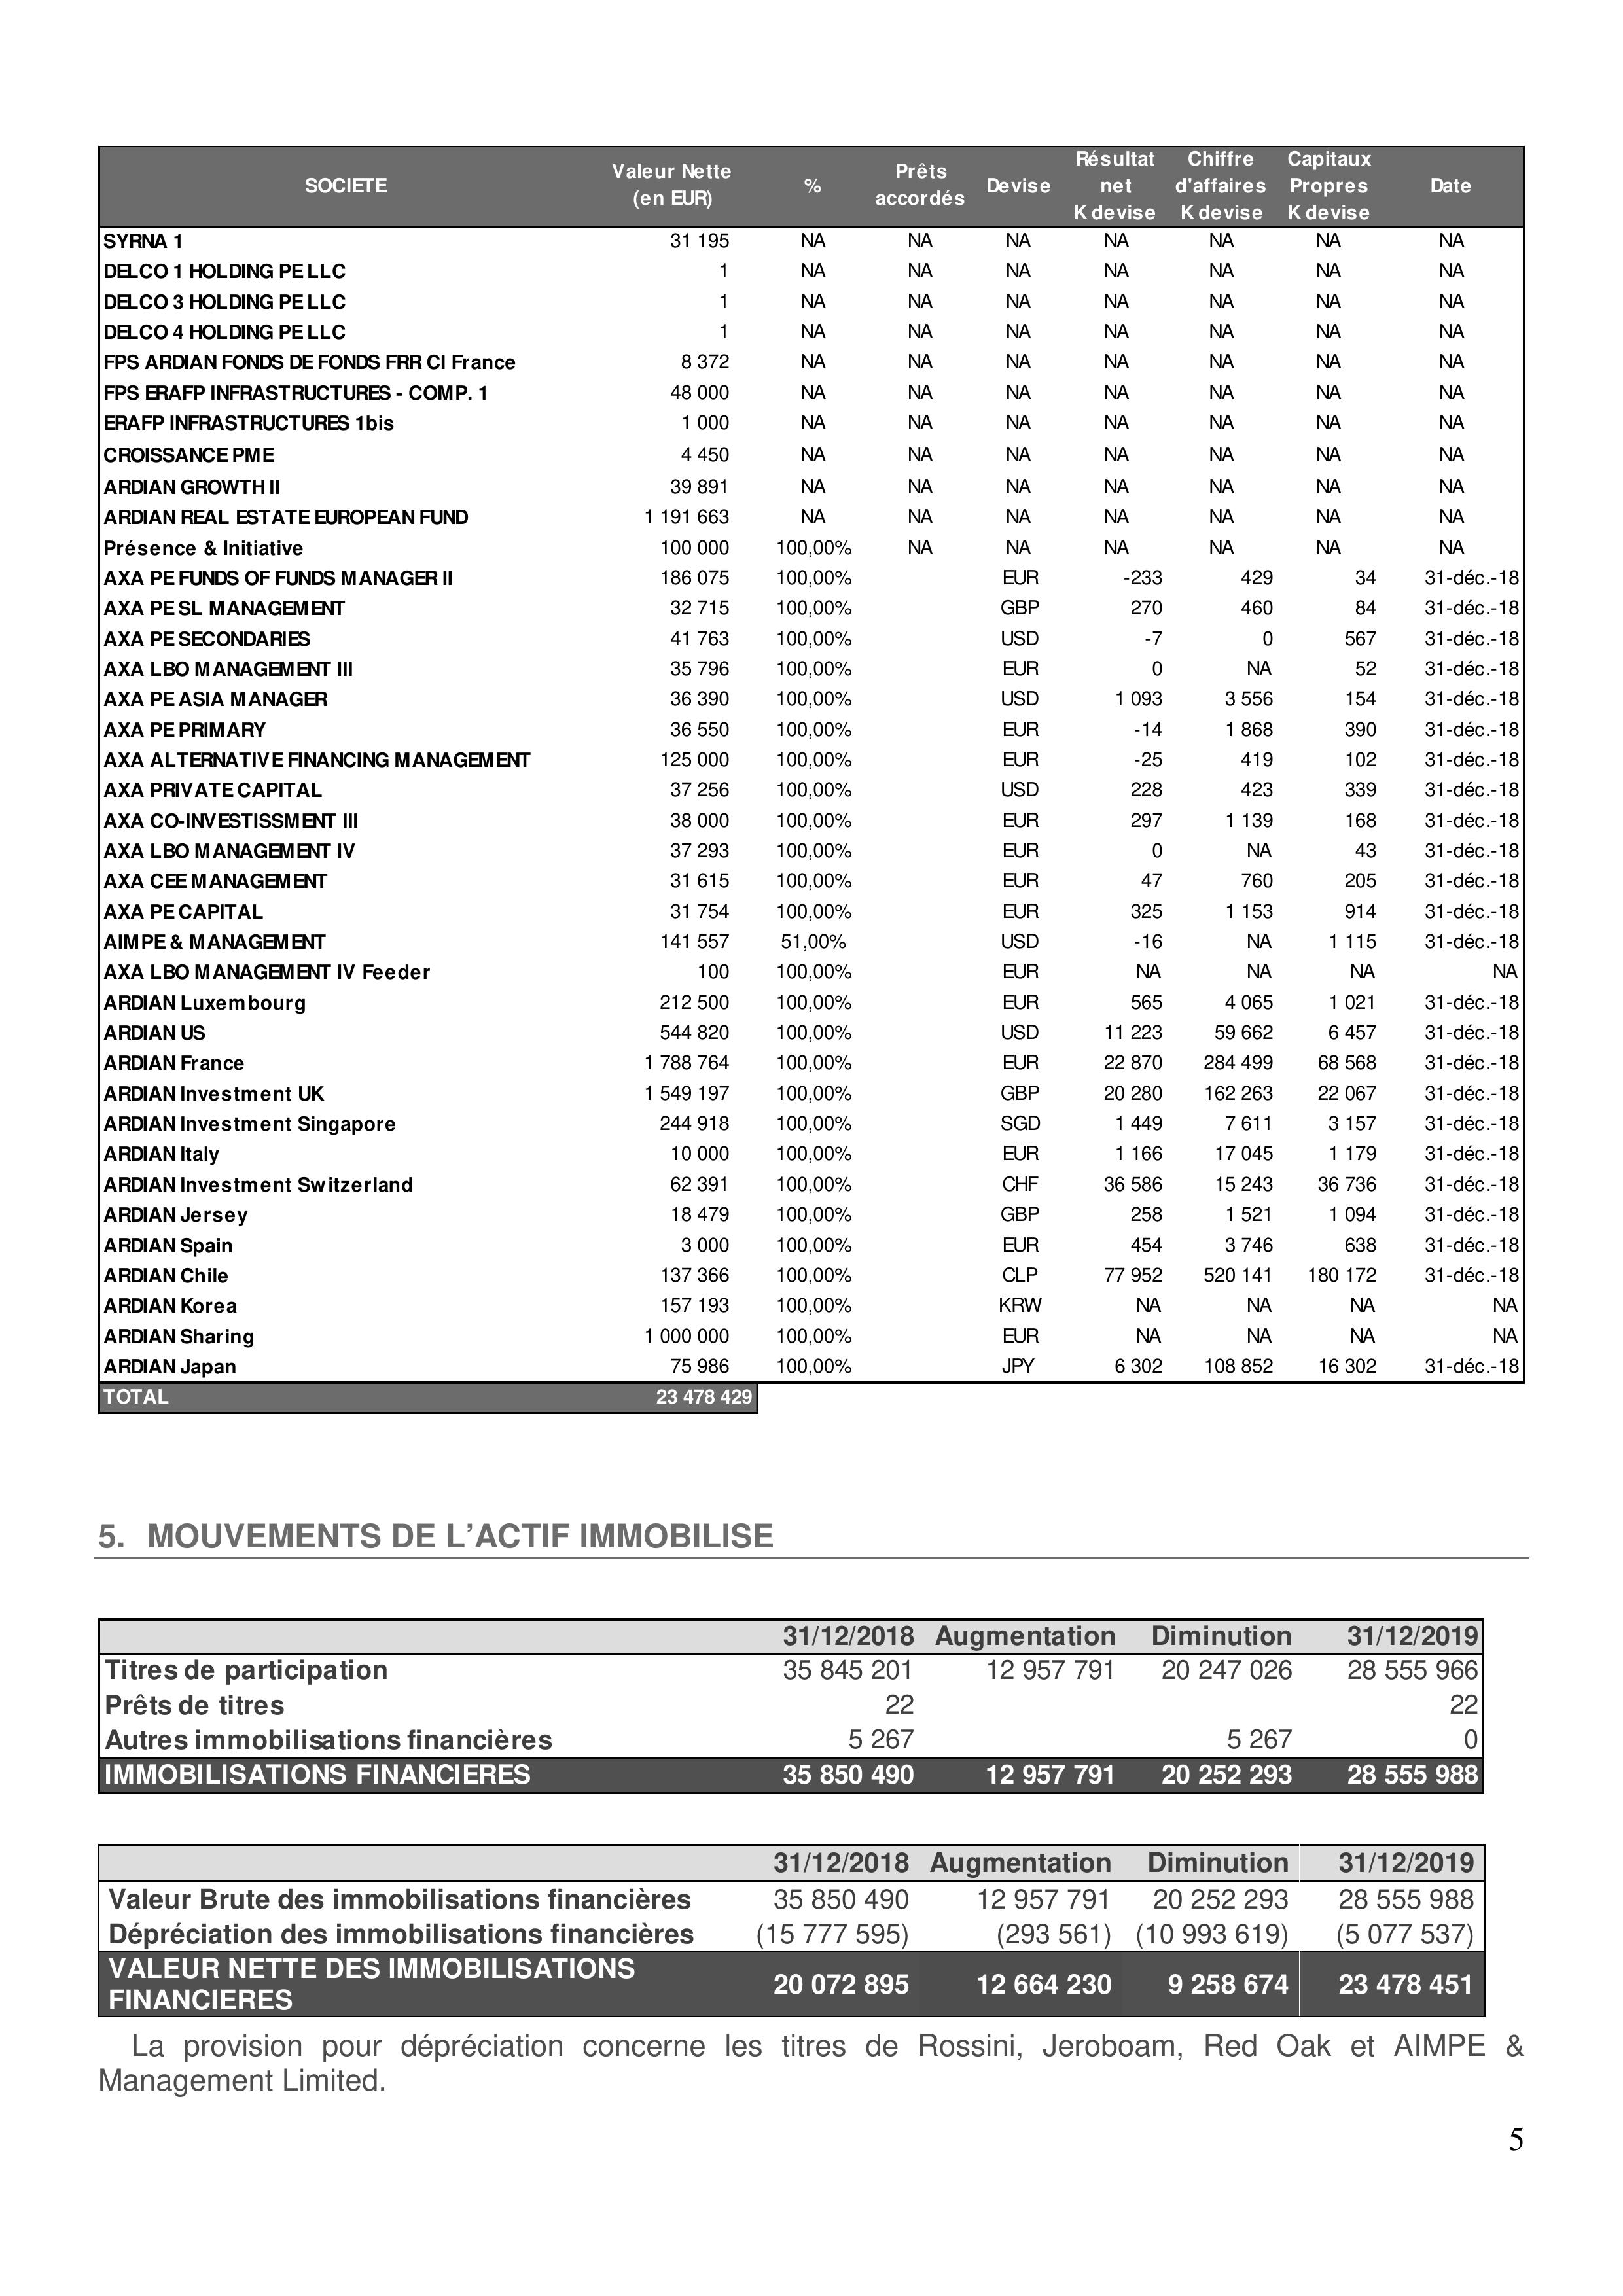 SOCIETE Valeur Nette (en EUR) % Prêts accordés Devise Résultat net K devise Chiffre d'affaires K devise Capitaux Propres K devise Date
SYRNA 1 31 195 NA NA NA NA NA NA NA
DELCO 1 HOLDING PE LLC 1 NA NA NA NA NA NA NA
DELCO 3 HOLDING PE LLC 1 NA NA NA NA NA NA NA
DELCO 4 HOLDING PE LLC 1 NA NA NA NA NA NA NA
FPS ARDIAN FONDS DE FONDS FRR CI France 8 372 NA NA NA NA NA NA NA
FPS ERAFP INFRASTRUCTURES - COMP. 1 48 000 NA NA NA NA NA NA NA
ERAFP INFRASTRUCTURES 1bis 1 000 NA NA NA NA NA NA NA
CROISSANCE PME 4 450 NA NA NA NA NA NA NA
ARDIAN GROWTH II 39 891 NA NA NA NA NA NA NA
ARDIAN REAL ESTATE EUROPEAN FUND 1 191 663 NA NA NA NA NA NA NA
Présence & Initiative 100 000 100,00% NA NA NA NA NA NA
AXA PE FUNDS OF FUNDS MANAGER II 186 075 100,00% EUR -233 429 34 31-déc.-18
AXA PE SL MANAGEMENT 32 715 100,00% GBP 270 460 84 31-déc.-18
AXA PE SECONDARIES 41 763 100,00% USD -7 0 567 31-déc.-18
AXA LBO MANAGEMENT III 35 796 100,00% EUR 0 NA 52 31-déc.-18
AXA PE ASIA MANAGER 36 390 100,00% USD 1 093 3 556 154 31-déc.-18
AXA PE PRIMARY 36 550 100,00% EUR -14 1 868 390 31-déc.-18
AXA ALTERNATIVE FINANCING MANAGEMENT 125 000 100,00% EUR -25 419 102 31-déc.-18
AXA PRIVATE CAPITAL 37 256 100,00% USD 228 423 339 31-déc.-18
AXA CO-INVESTISSMENT III 38 000 100,00% EUR 297 1 139 168 31-déc.-18
AXA LBO MANAGEMENT IV 37 293 100,00% EUR 0 NA 43 31-déc.-18
AXA CEE MANAGEMENT 31 615 100,00% EUR 47 760 205 31-déc.-18
AXA PE CAPITAL 31 754 100,00% EUR 325 1 153 914 31-déc.-18
AIMPE & MANAGEMENT 141 557 51,00% USD -16 NA 1 115 31-déc.-18
AXA LBO MANAGEMENT IV Feeder 100 100,00% EUR NA NA NA NA
ARDIAN Luxembourg 212 500 100,00% EUR 565 4 065 1 021 31-déc.-18
ARDIAN US 544 820 100,00% USD 11 223 59 662 6 457 31-déc.-18
ARDIAN France 1 788 764 100,00% EUR 22 870 284 499 68 568 31-déc.-18
ARDIAN Investment UK 1 549 197 100,00% GBP 20 280 162 263 22 067 31-déc.-18
ARDIAN Investment Singapore 244 918 100,00% SGD 1 449 7 611 3 157 31-déc.-18
ARDIAN Italy 10 000 100,00% EUR 1 166 17 045 1 179 31-déc.-18
ARDIAN Investment Switzerland 62 391 100,00% CHF 36 586 15 243 36 736 31-déc.-18
ARDIAN Jersey 18 479 100,00% GBP 258 1 521 1 094 31-déc.-18
ARDIAN Spain 3 000 100,00% EUR 454 3 746 638 31-déc.-18
ARDIAN Chile 137 366 100,00% CLP 77 952 520 141 180 172 31-déc.-18
ARDIAN Korea 157 193 100,00% KRW NA NA NA NA
ARDIAN Sharing 1 000 000 100,00% EUR NA NA NA NA
ARDIAN Japan 75 986 100,00% JPY 6 302 108 852 16 302 31-déc.-18
TOTAL 23 478 429
5. MOUVEMENTS DE L’ACTIF IMMOBILISE
31/12/2018 Augmentation Diminution 31/12/2019
Titres de participation 35 845 201 12 957 791 20 247 026 28 555 966
Prêts de titres 22 22
Autres immobilisations financières 5 267 5 267 0
IMMOBILISATIONS FINANCIERES 35 850 490 12 957 791 20 252 293 28 555 988
31/12/2018 Augmentation Diminution 31/12/2019
Valeur Brute des immobilisations financières 35 850 490 12 957 791 20 252 293 28 555 988
Dépréciation des immobilisations financières (15 777 595) (293 561) (10 993 619) (5 077 537)
VALEUR NETTE DES IMMOBILISATIONS FINANCIERES 20 072 895 12 664 230 9 258 674 23 478 451
La provision pour dépréciation concerne les titres de Rossini, Jeroboam, Red Oak et AIMPE &
Management Limited.
5